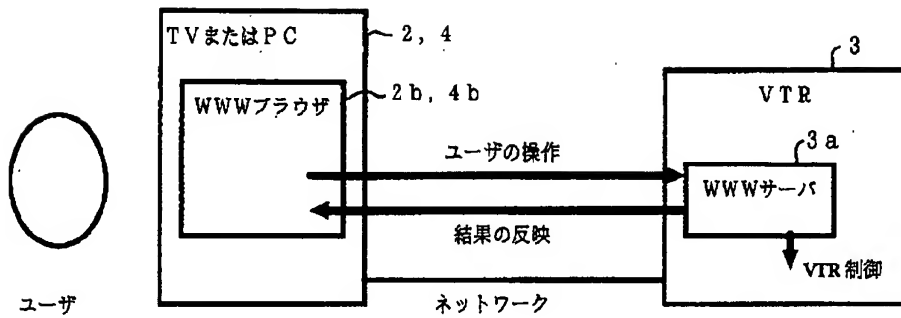 TVまたはPC
2, 4
WWWブラウザ
2b, 4b
ユーザの操作
結果の反映
ネットワーク
ユーザ
3
VTR
3a
WWWサーバ
VTR制御